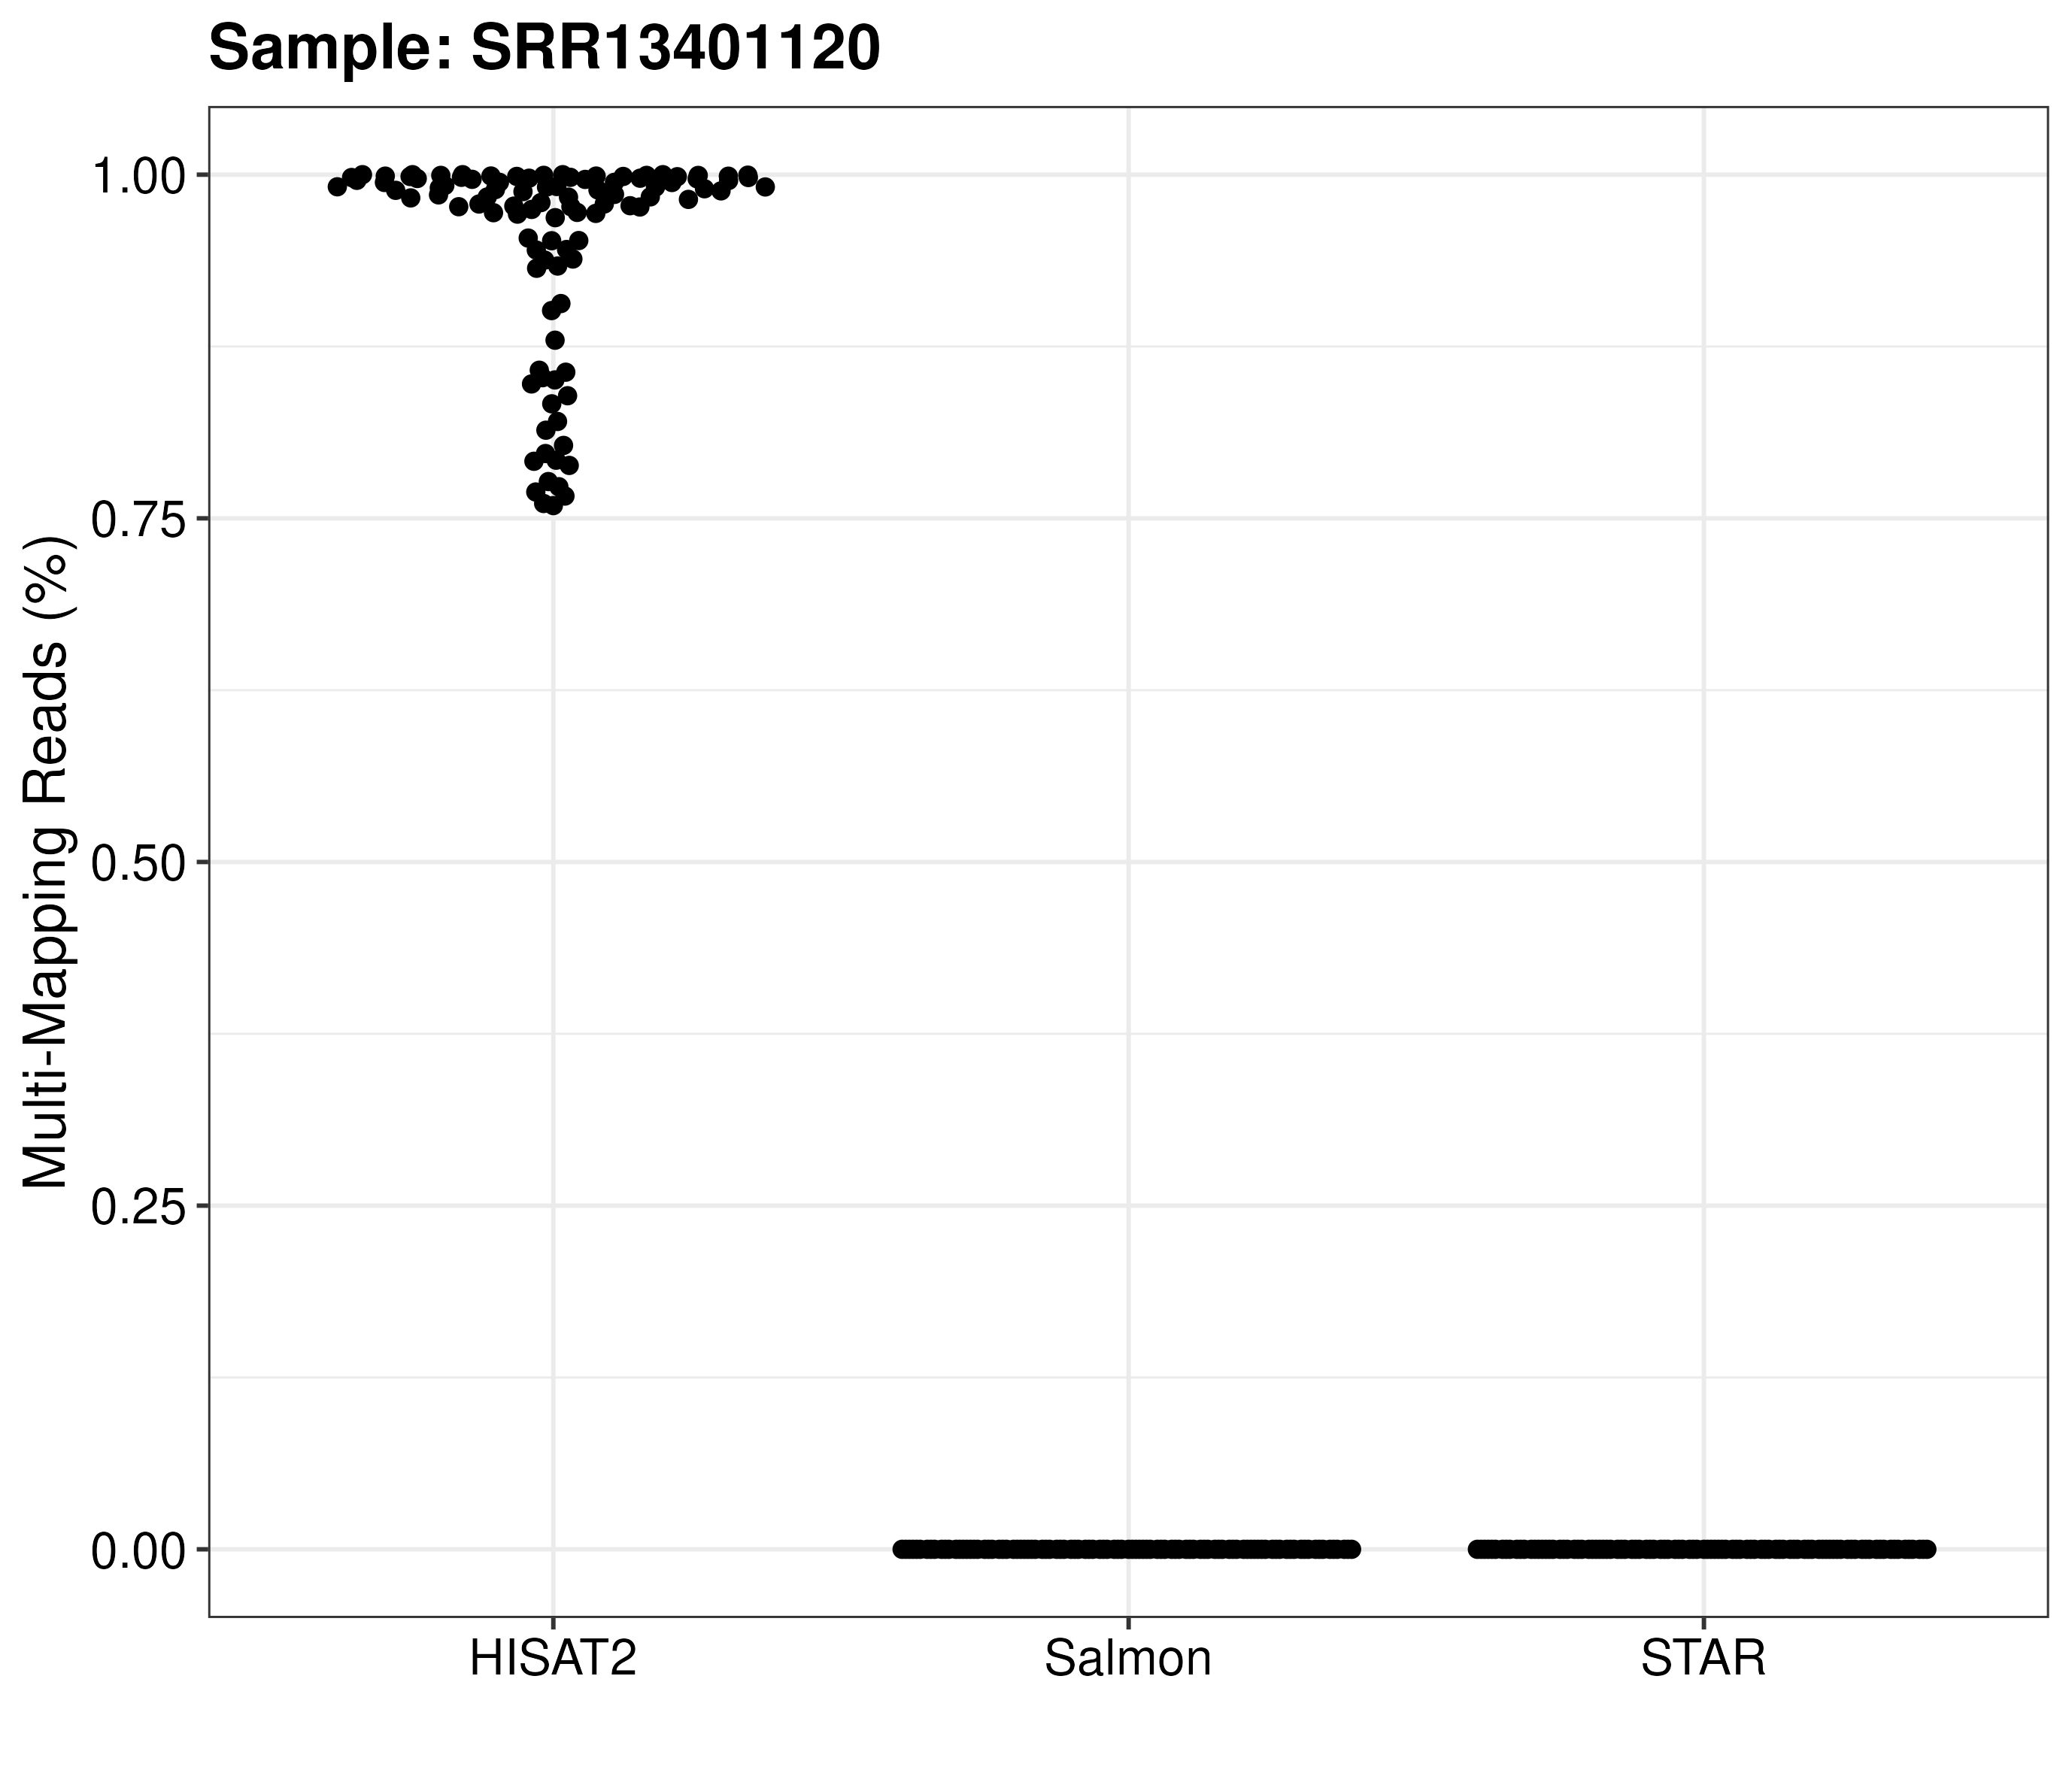 Sample: SRR13401120
Multi-Mapping Reads (%)
1.00
0.75
0.50
0.25
0.00
HISAT2
Salmon
STAR